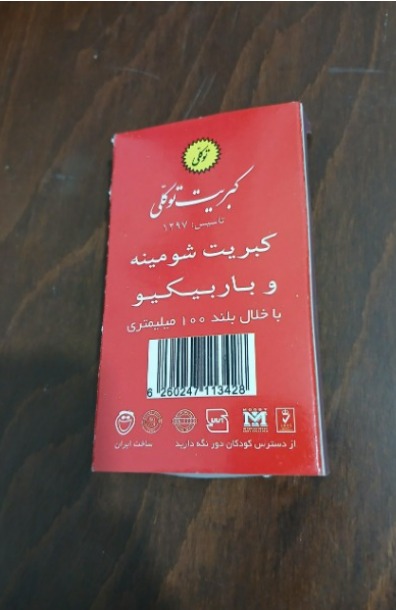 توکلی
کبریت توکلی
تاسیس: ۱۲۹۷
کبریت شومینه
و باربیکیو
با خلال بلند ۱۰۰ میلیمتری
6 260247 113428
از دسترس کودکان دور نگه دارید
ساخت ایران